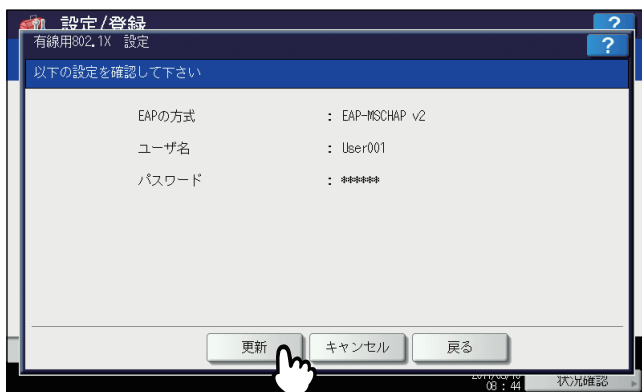 設定/登録
?
有線用802.1X 設定
?
以下の設定を確認して下さい
EAPの方式 : EAP-MSCHAP v2
ユーザ名 : User001
パスワード : ******
更新 キャンセル 戻る
08 : 44 状況確認